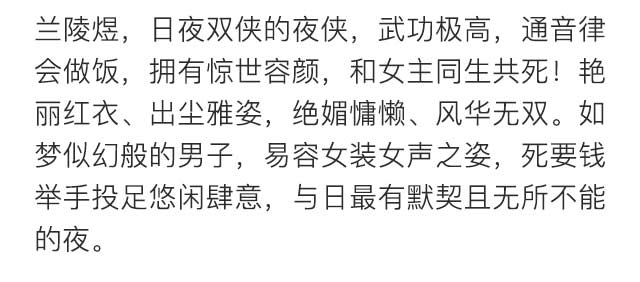 兰陵煜，日夜双侠的夜侠，武功极高，通音律
会做饭，拥有惊世容颜，和女主同生共死！艳
丽红衣、出尘雅姿，绝媚慵懒、风华无双。如
梦似幻般的男子，易容女装女声之姿，死要钱
举手投足悠闲肆意，与日最有默契且无所不能
的夜。